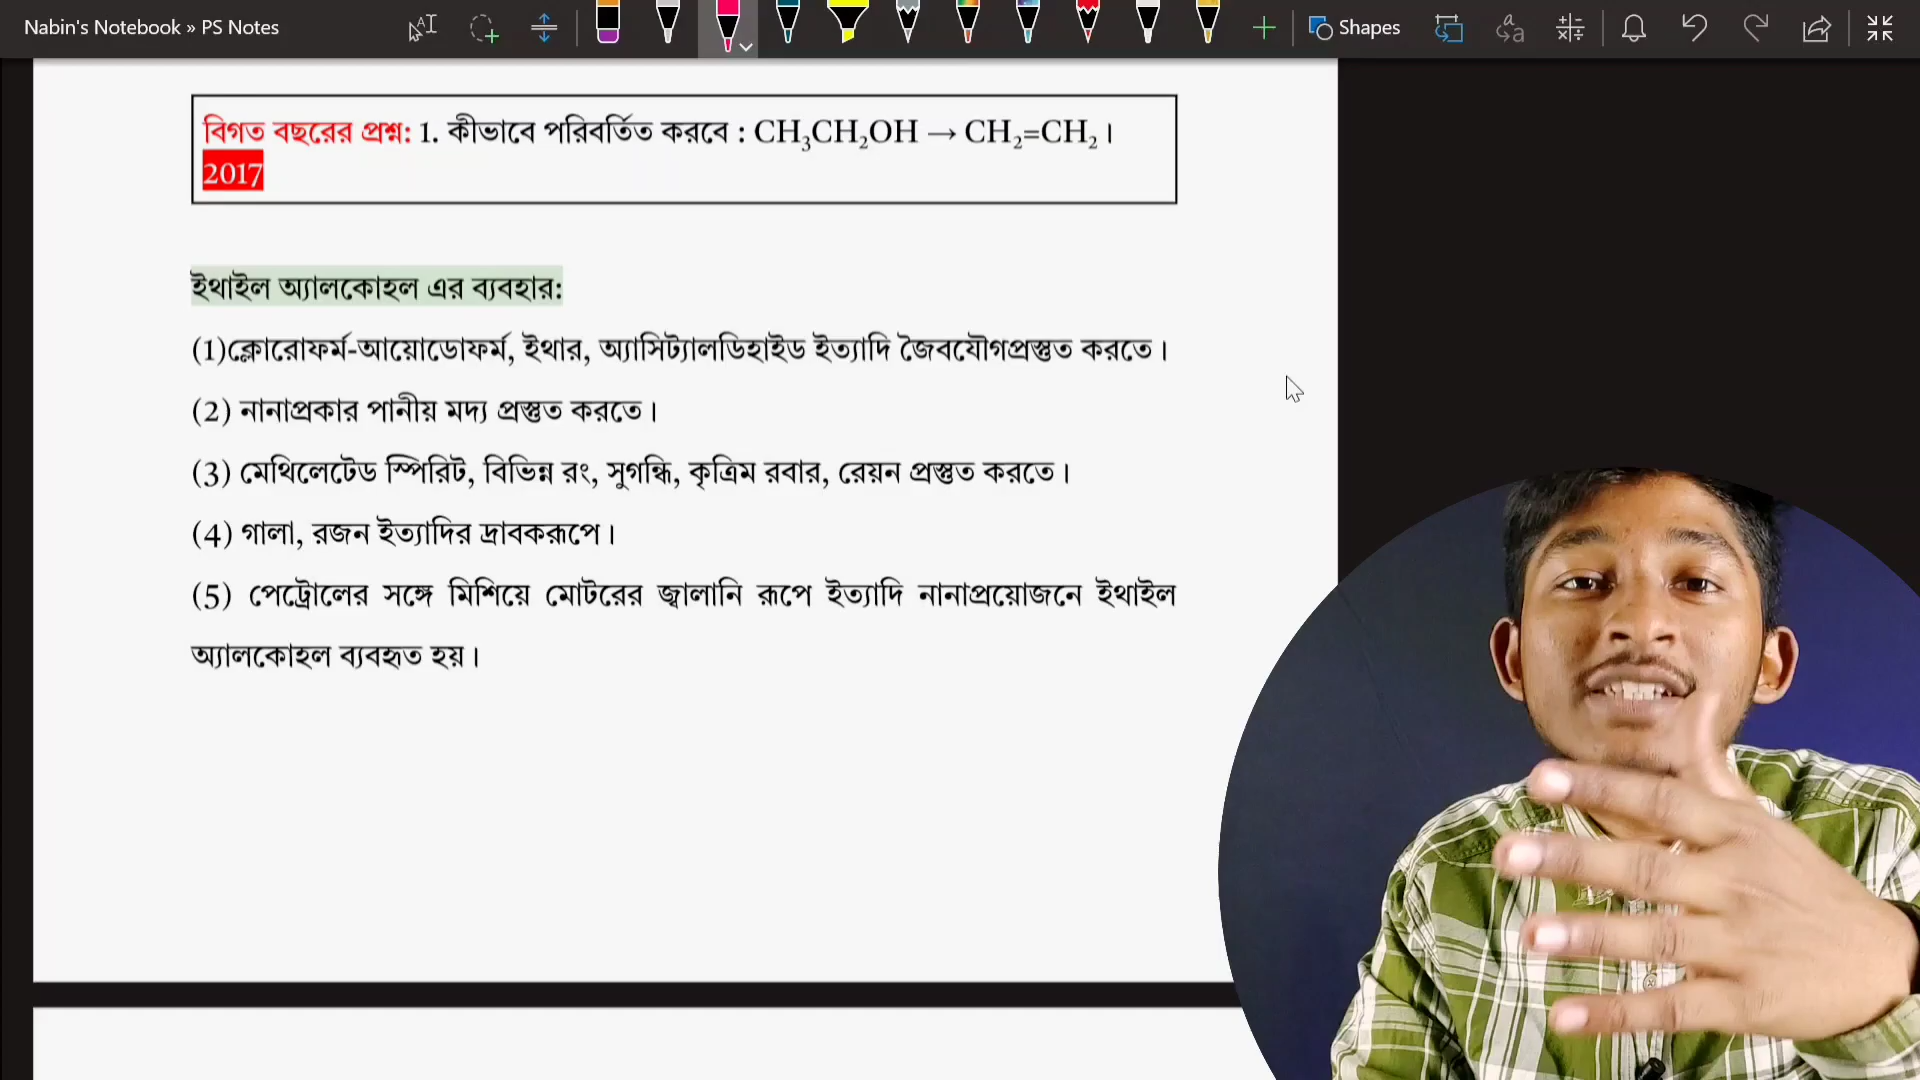 Nabin's Notebook » PS Notes
Shapes
বিগত বছরের প্রশ্ন: 1. কীভাবে পরিবর্তিত করবে : CH₃CH₂OH → CH₂=CH₂ ।
2017
ইথাইল অ্যালকোহল এর ব্যবহার:
(1)ক্লোরোফর্ম-আয়োডোফর্ম, ইথার, অ্যাসিট্যালডিহাইড ইত্যাদি জৈবযৌগপ্রস্তুত করতে।
(2) নানাপ্রকার পানীয় মদ্য প্রস্তুত করতে।
(3) মেথিলেটেড স্পিরিট, বিভিন্ন রং, সুগন্ধি, কৃত্রিম রবার, রেয়ন প্রস্তুত করতে।
(4) গালা, রজন ইত্যাদির দ্রাবকরূপে।
(5) পেট্রোলের সঙ্গে মিশিয়ে মোটরের জ্বালানি রূপে ইত্যাদি নানাপ্রয়োজনে ইথাইল
অ্যালকোহল ব্যবহৃত হয়।